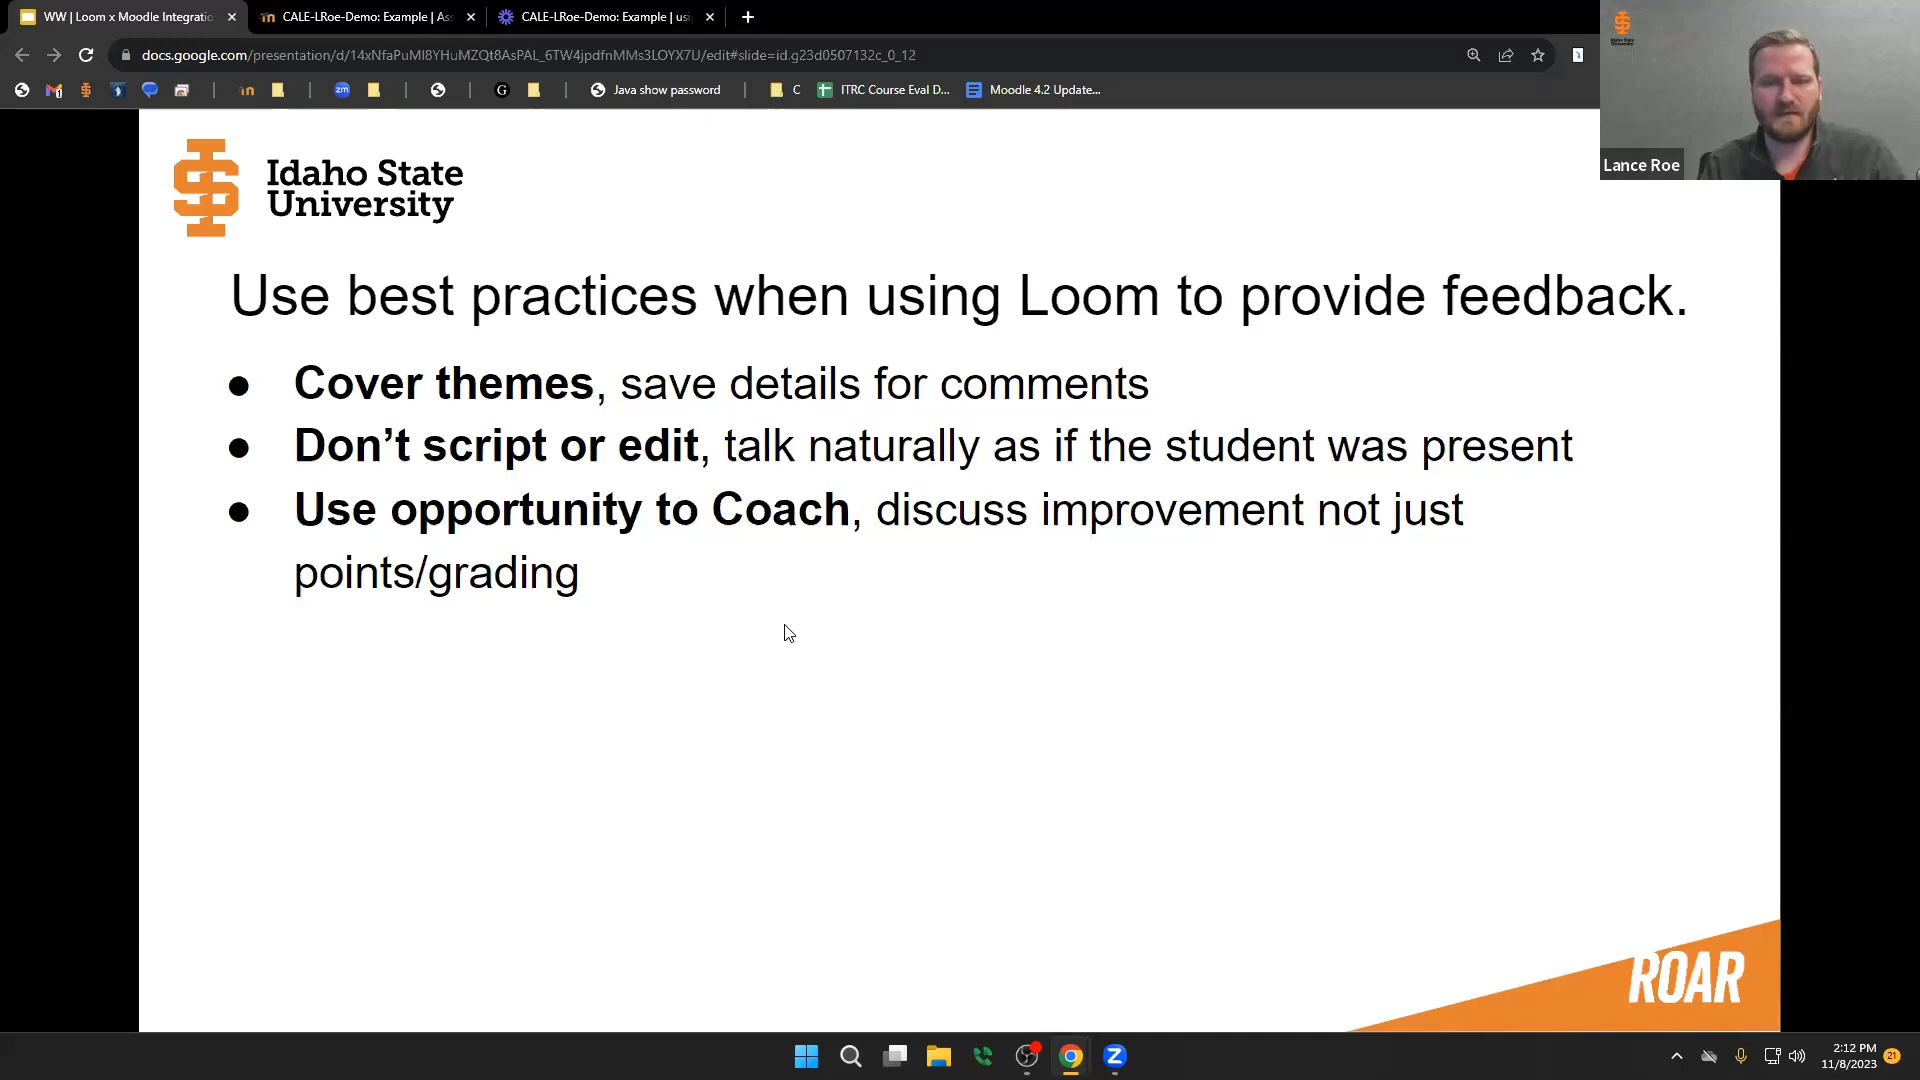 WW | Loom x Moodle Integratic
CALE-LRoe-Demo: Example | As
CALE-LRoe-Demo: Example | usi
docs.google.com/presentation/d/14xNfaPuMI8YHuMZQt8AsPAL_6TW4jpdfnMMs3LOYX7U/edit#slide=id.g23d0507132c_0_12
Java show password
C
ITRC Course Eval D...
Moodle 4.2 Update...
Lance Roe
Idaho State
University
Use best practices when using Loom to provide feedback.
● Cover themes, save details for comments
● Don’t script or edit, talk naturally as if the student was present
● Use opportunity to Coach, discuss improvement not just
points/grading
ROAR
2:12 PM
11/8/2023
21